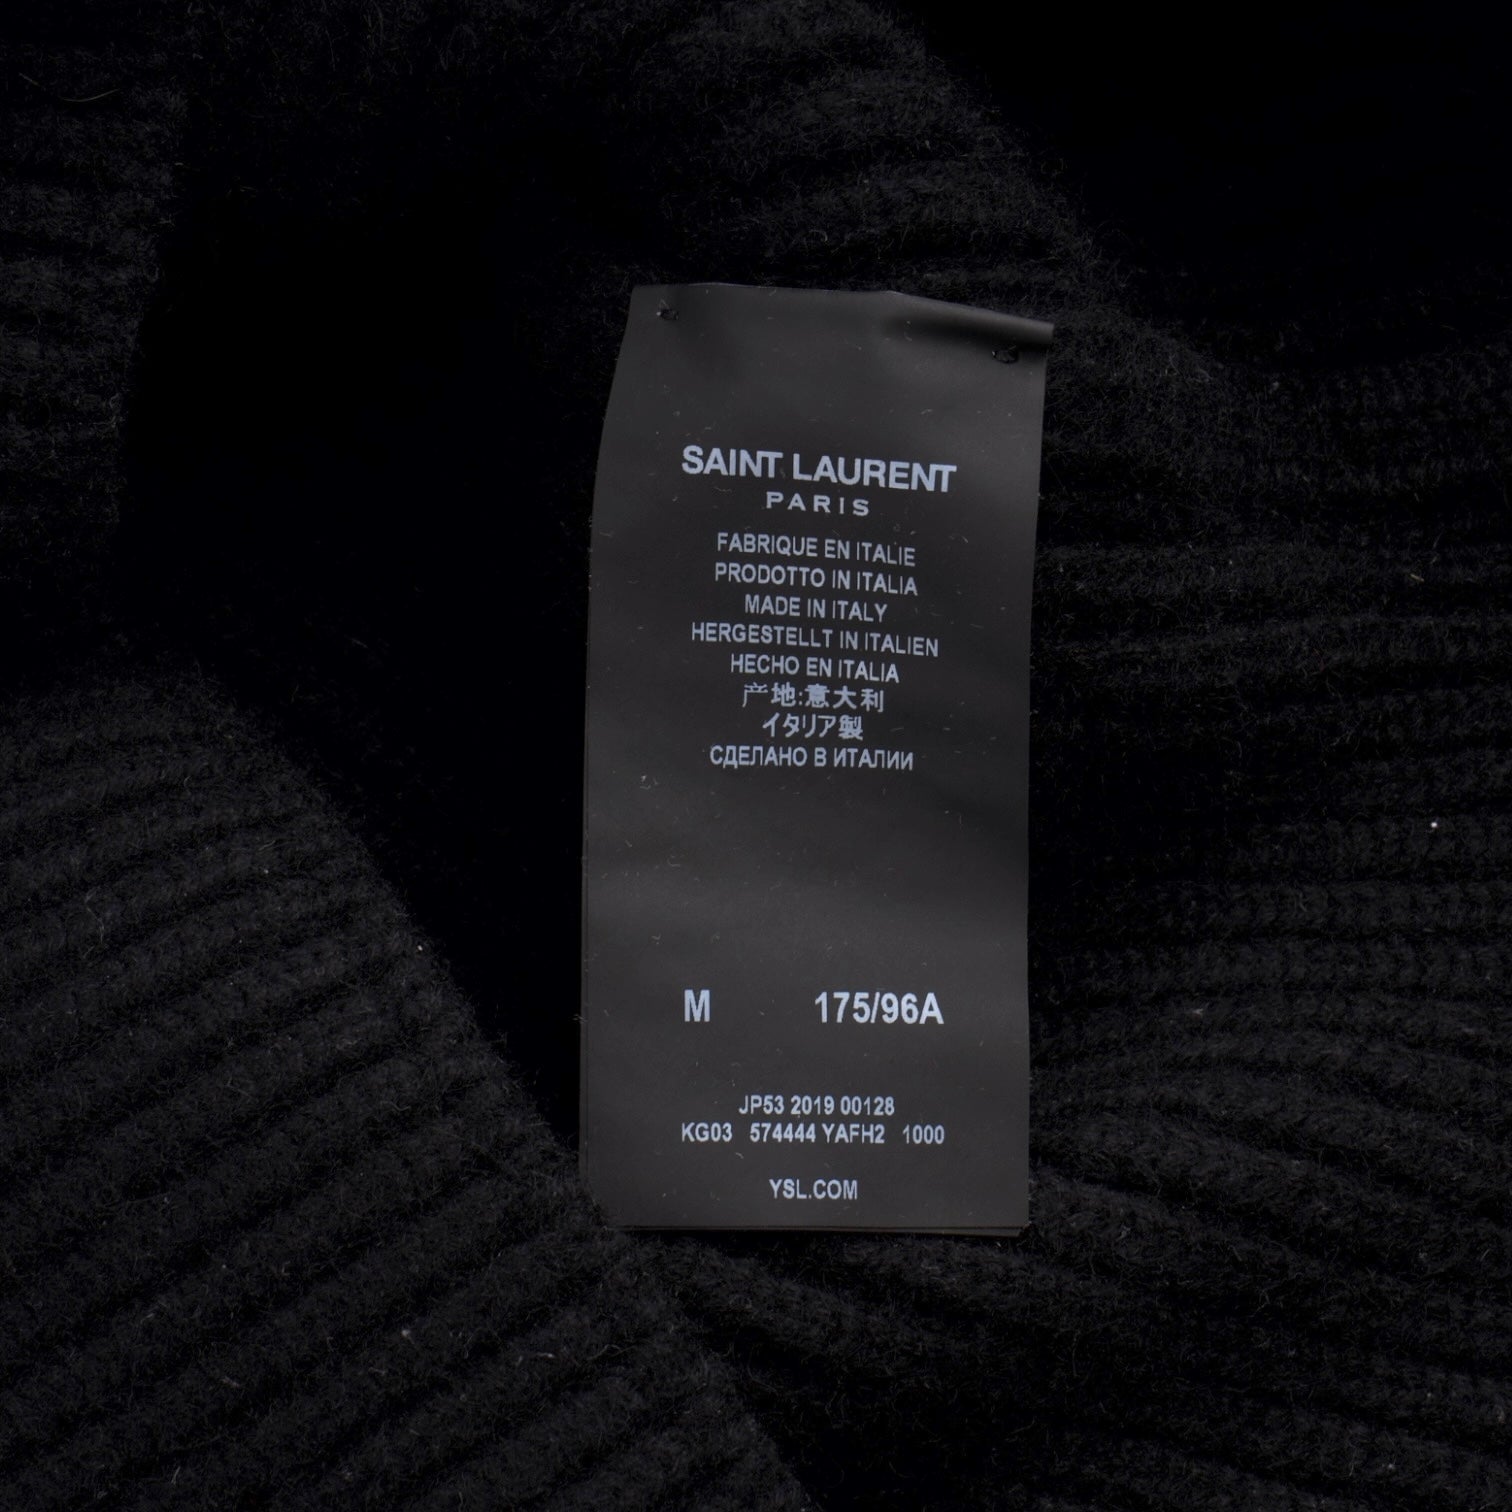 SAINT LAURENT
PARIS
FABRIQUE EN ITALIE
PRODOTTO IN ITALIA
MADE IN ITALY
HERGESTELLT IN ITALIEN
HECHO EN ITALIA
产地:意大利
イタリア製
СДЕЛАНО В ИТАЛИИ
M 175/96A
JP53 2019 00128
KG03 574444 YAFH2 1000
YSL.COM